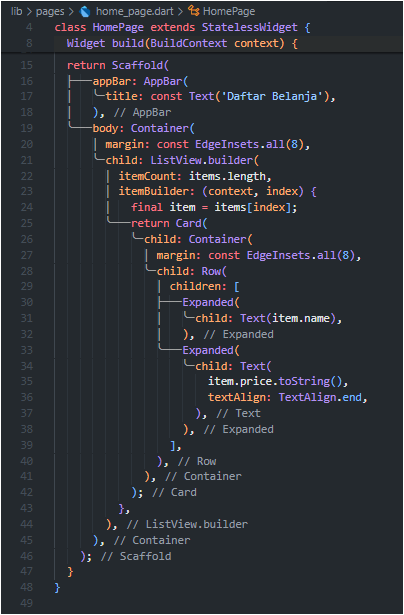 lib > pages > home_page.dart > HomePage
4 class HomePage extends StatelessWidget {
8 Widget build(BuildContext context) {
15 return Scaffold(
16 appBar: AppBar(
17 title: const Text('Daftar Belanja'),
18 ), // AppBar
19 body: Container(
20 margin: const EdgeInsets.all(8),
21 child: ListView.builder(
22 itemCount: items.length,
23 itemBuilder: (context, index) {
24 final item = items[index];
25 return Card(
26 child: Container(
27 margin: const EdgeInsets.all(8),
28 child: Row(
29 children: [
30 Expanded(
31 child: Text(item.name),
32 ), // Expanded
33 Expanded(
34 child: Text(
35 item.price.toString(),
36 textAlign: TextAlign.end,
37 ), // Text
38 ), // Expanded
39 ],
40 ), // Row
41 ), // Container
42 ); // Card
43 },
44 ), // ListView.builder
45 ), // Container
46 ); // Scaffold
47 }
48 }
49